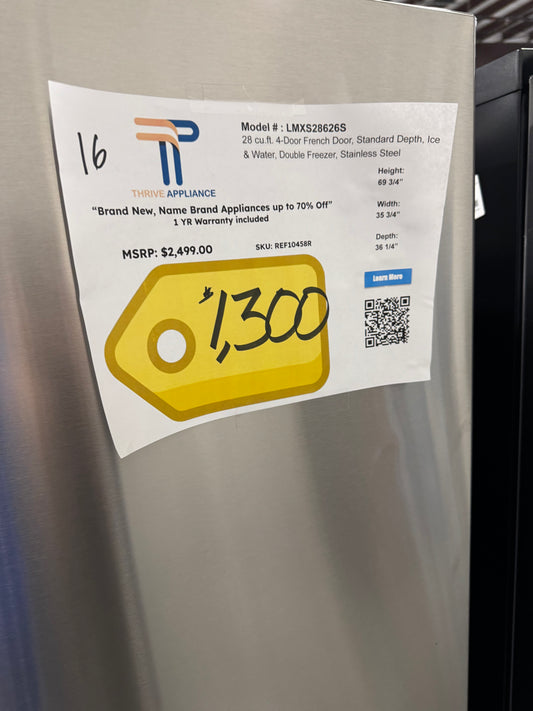 16
THRIVE APPLIANCE
Model # : LMXS28626S
28 cu.ft. 4-Door French Door, Standard Depth, Ice
& Water, Double Freezer, Stainless Steel
"Brand New, Name Brand Appliances up to 70% Off"
1 YR Warranty included
MSRP: $2,499.00
SKU: REF10458R
Height:
69 3/4"
Width:
35 3/4"
Depth:
36 1/4"
Learn More
$1,300